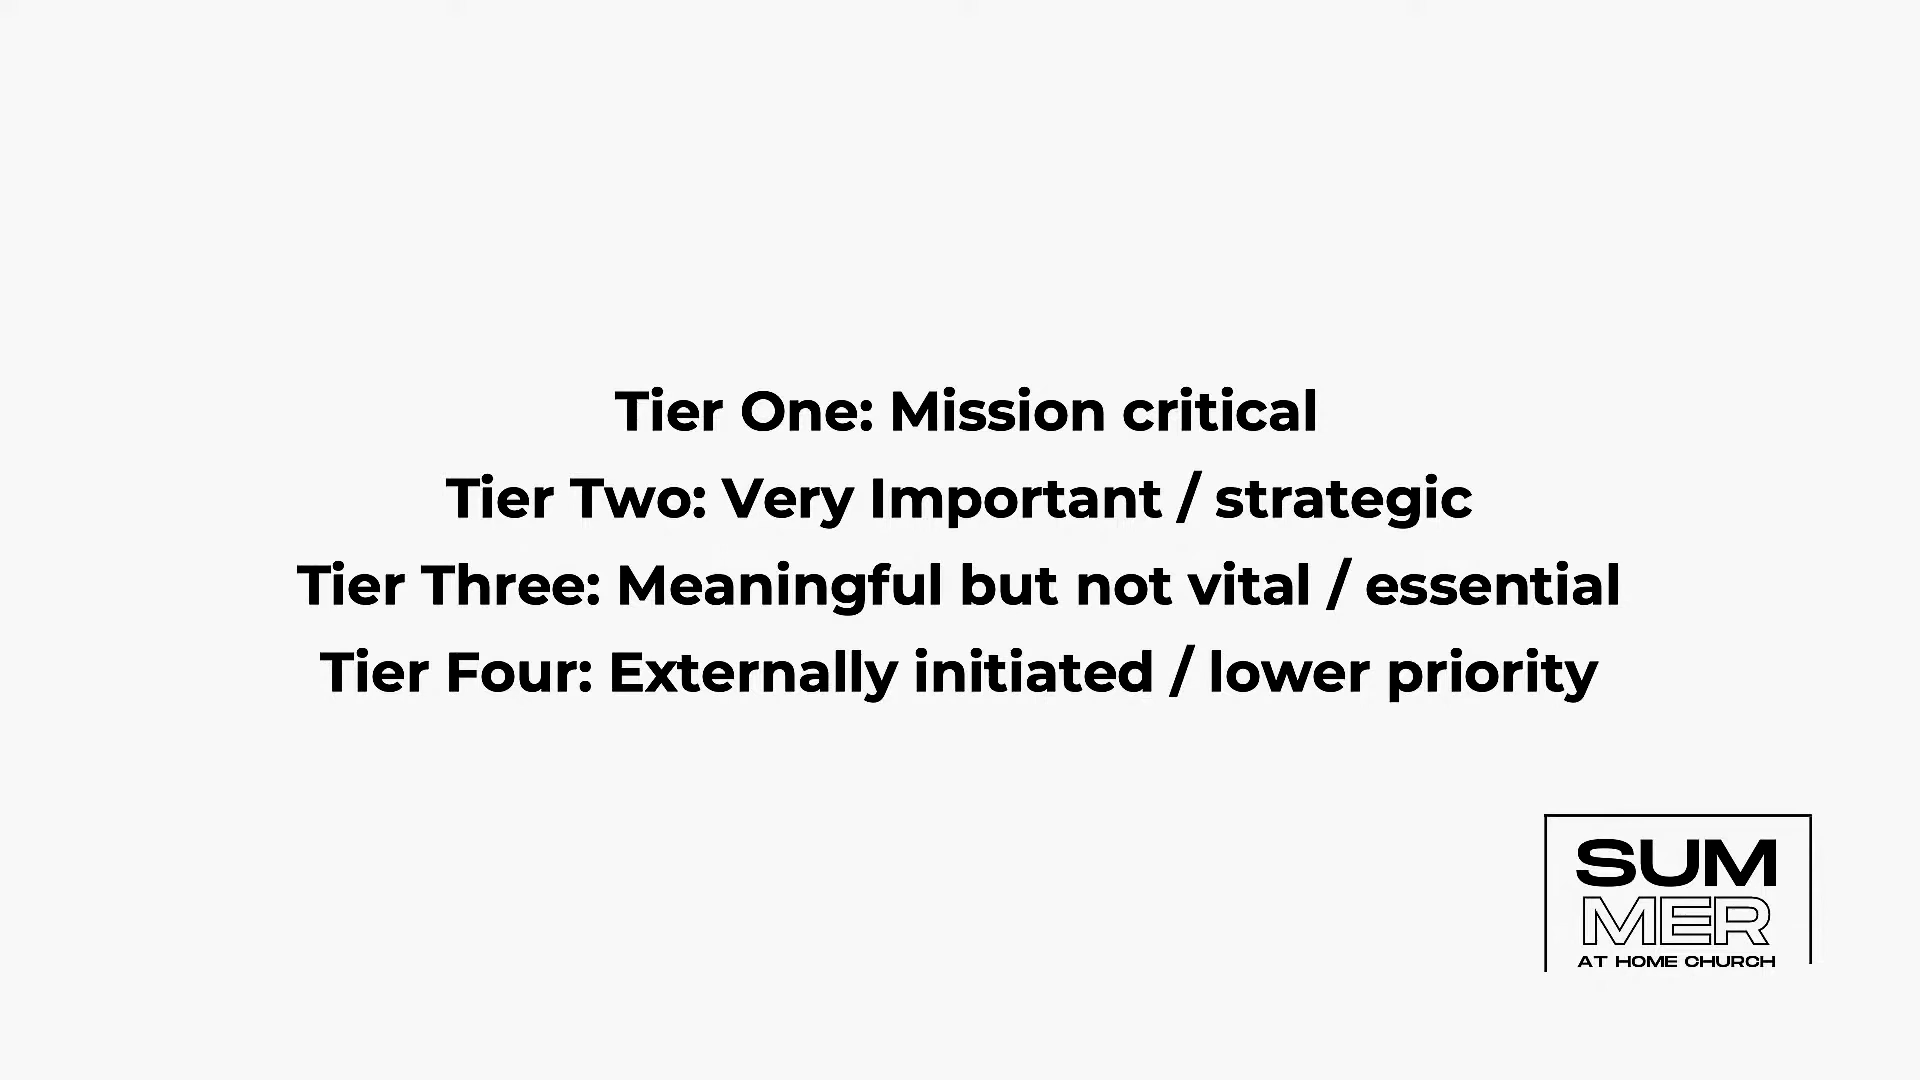 Tier One: Mission critical
Tier Two: Very Important / strategic
Tier Three: Meaningful but not vital / essential
Tier Four: Externally initiated / lower priority
SUM
MER
AT HOME CHURCH